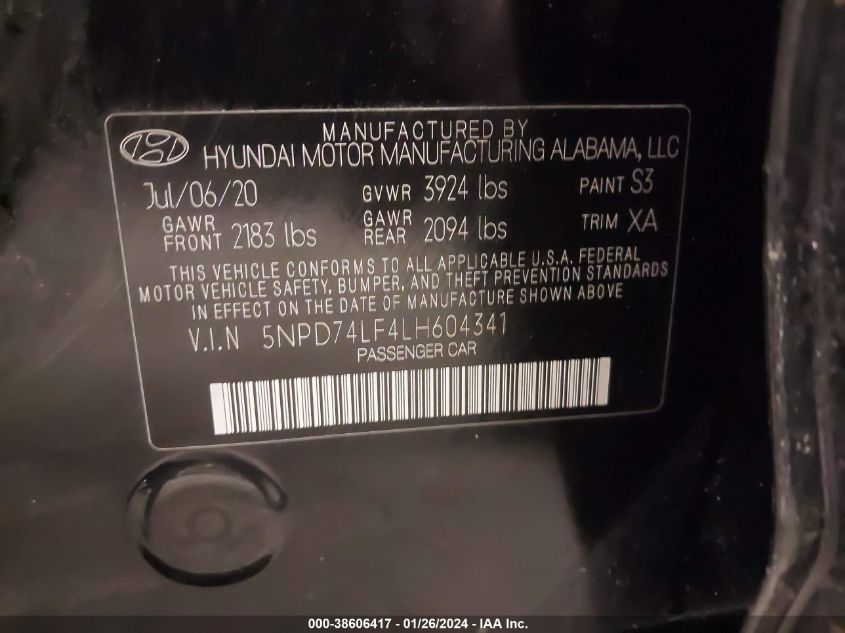 MANUFACTURED BY
HYUNDAI MOTOR MANUFACTURING ALABAMA, LLC
Jul/06/20 GVWR 3924 lbs PAINT S3
GAWR FRONT 2183 lbs GAWR REAR 2094 lbs TRIM XA
THIS VEHICLE CONFORMS TO ALL APPLICABLE U.S.A. FEDERAL
MOTOR VEHICLE SAFETY, BUMPER, AND THEFT PREVENTION STANDARDS
IN EFFECT ON THE DATE OF MANUFACTURE SHOWN ABOVE
V.I.N 5NPD74LF4LH604341
PASSENGER CAR
000-38606417 - 01/26/2024 - IAA Inc.